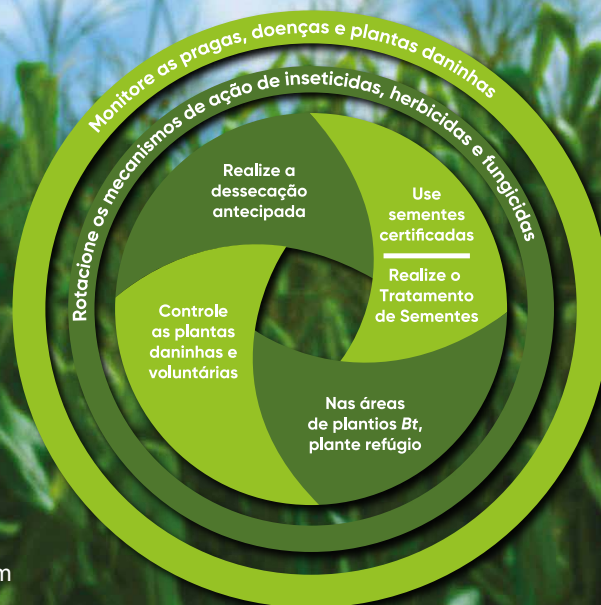 Monitore as pragas, doenças e plantas daninhas
Rotacione os mecanismos de ação de inseticidas, herbicidas e fungicidas
Realize a
dessecação
antecipada
Use
sementes
certificadas
Realize o
Tratamento
de Sementes
Controle
as plantas
daninhas e
voluntárias
Nas áreas
de plantios Bt,
plante refúgio
m